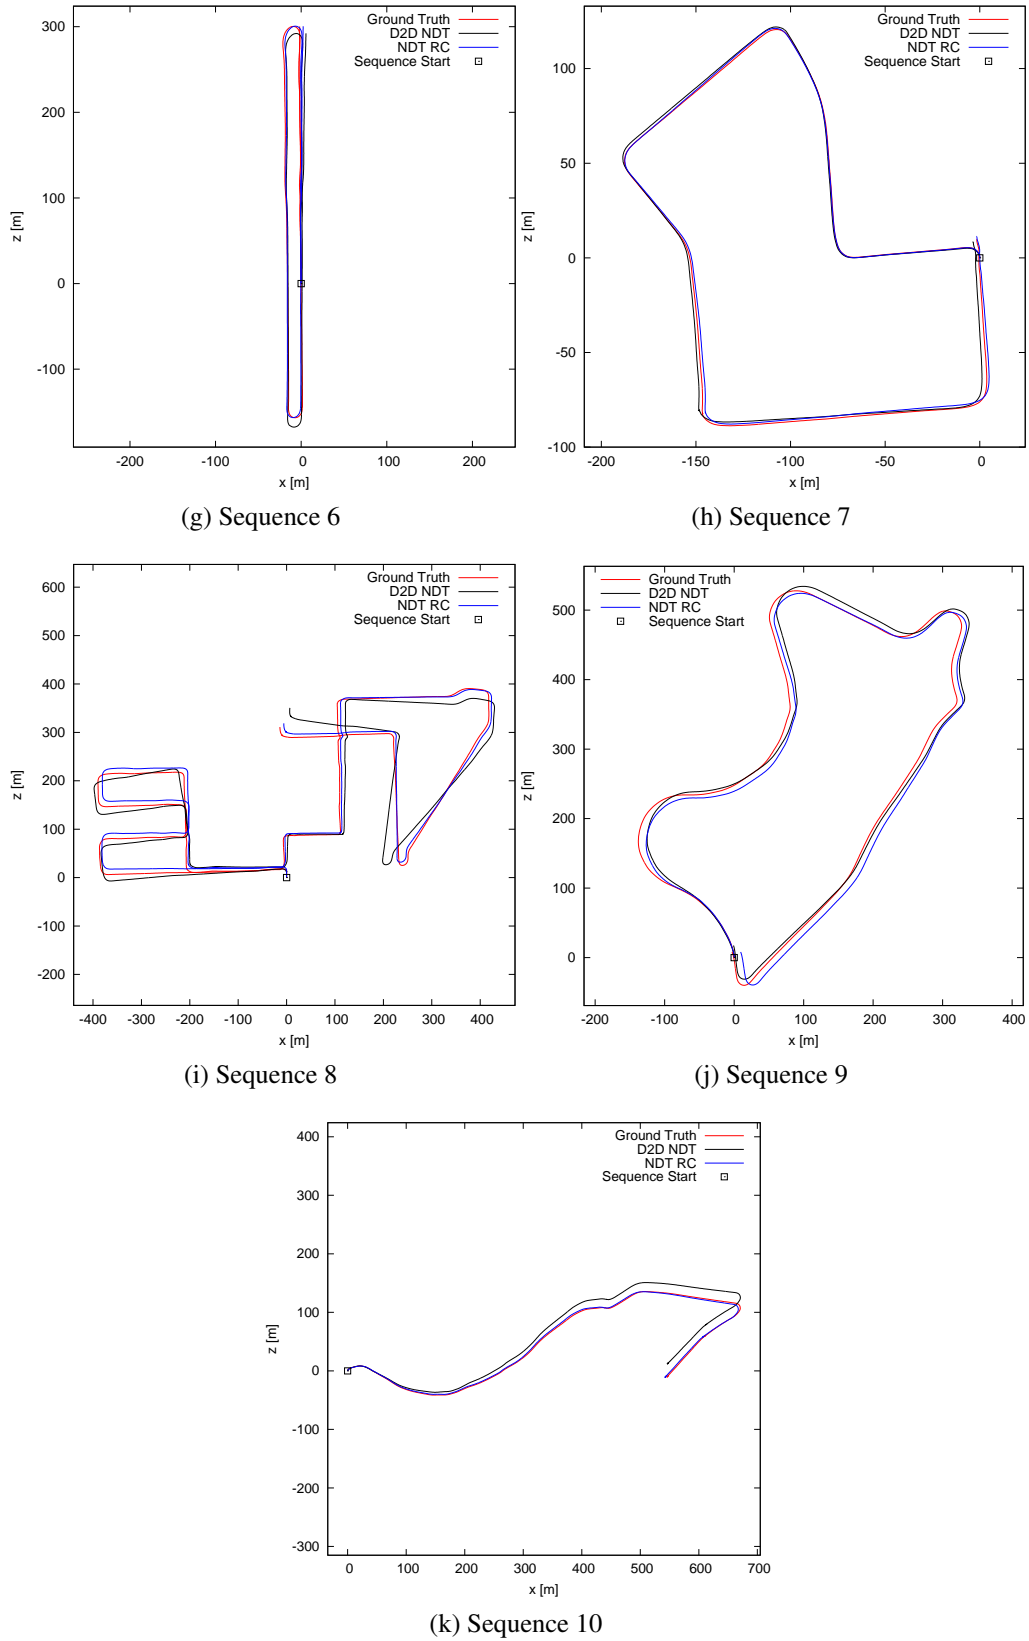 Ground Truth
D2D NDT
NDT RC
Sequence Start
300
200
100
0
-100
z [m]
-200 -100 0 100 200
x [m]
(g) Sequence 6
Ground Truth
D2D NDT
NDT RC
Sequence Start
100
50
0
-50
-100
z [m]
-200 -150 -100 -50 0
x [m]
(h) Sequence 7
Ground Truth
D2D NDT
NDT RC
Sequence Start
600
500
400
300
200
100
0
-100
-200
z [m]
-400 -300 -200 -100 0 100 200 300 400
x [m]
(i) Sequence 8
Ground Truth
D2D NDT
NDT RC
Sequence Start
500
400
300
200
100
0
z [m]
-200 -100 0 100 200 300 400
x [m]
(j) Sequence 9
Ground Truth
D2D NDT
NDT RC
Sequence Start
400
300
200
100
0
-100
-200
-300
z [m]
0 100 200 300 400 500 600 700
x [m]
(k) Sequence 10